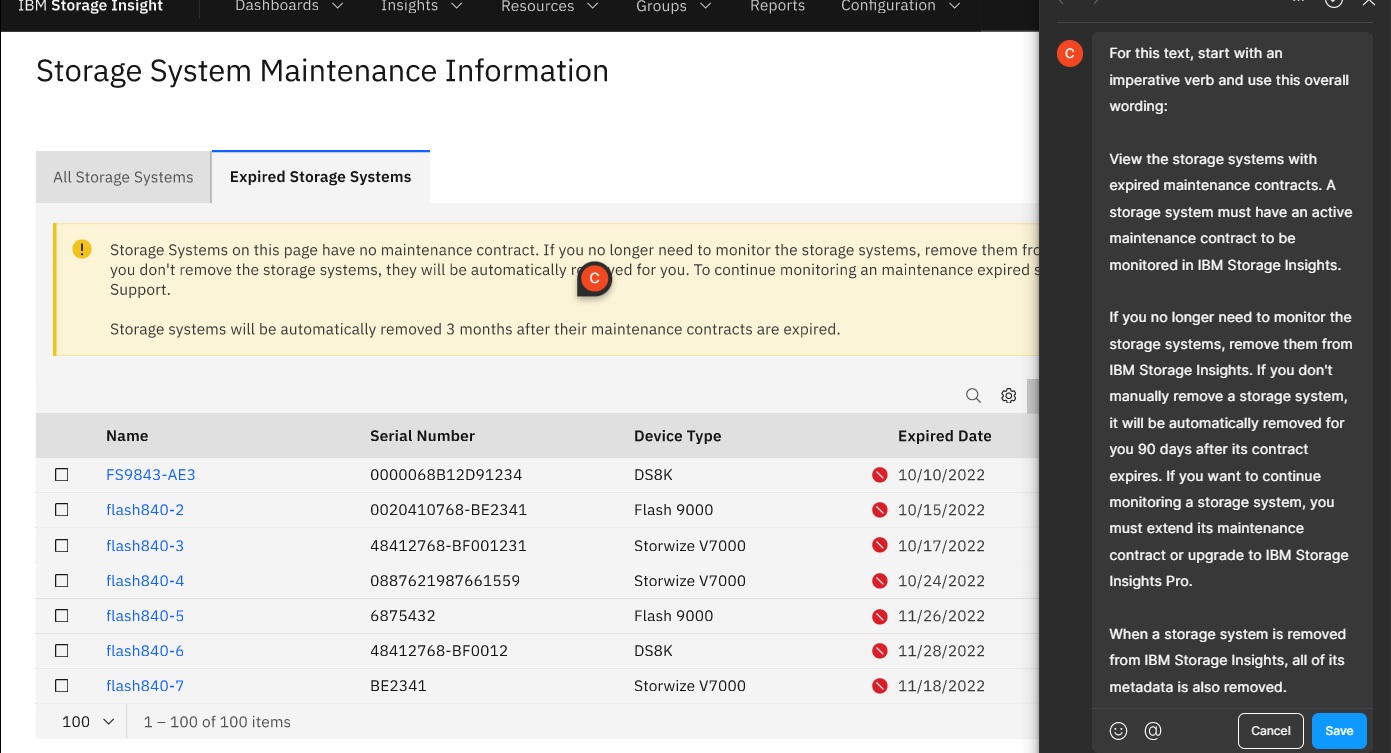 IBM Storage Insight
Dashboards
Insights
Resources
Groups
Reports
Configuration
Storage System Maintenance Information
All Storage Systems
Expired Storage Systems
Storage Systems on this page have no maintenance contract. If you no longer need to monitor the storage systems, remove them
you don't remove the storage systems, they will be automatically for you. To continue monitoring an maintenance expired
Support.
Storage systems will be automatically removed 3 months after their maintenance contracts are expired.
C
Name Serial Number Device Type Expired Date
FS9843-AE3 0000068B12D91234 DS8K 10/10/2022
flash840-2 0020410768-BE2341 Flash 9000 10/15/2022
flash840-3 48412768-BF001231 Storwize V7000 10/17/2022
flash840-4 0887621987661559 Storwize V7000 10/24/2022
flash840-5 6875432 Flash 9000 11/26/2022
flash840-6 48412768-BF0012 DS8K 11/28/2022
flash840-7 BE2341 Storwize V7000 11/18/2022
100
1 – 100 of 100 items
C
For this text, start with an
imperative verb and use this overall
wording:
View the storage systems with
expired maintenance contracts. A
storage system must have an active
maintenance contract to be
monitored in IBM Storage Insights.
If you no longer need to monitor the
storage systems, remove them from
IBM Storage Insights. If you don't
manually remove a storage system,
it will be automatically removed for
you 90 days after its contract
expires. If you want to continue
monitoring a storage system, you
must extend its maintenance
contract or upgrade to IBM Storage
Insights Pro.
When a storage system is removed
from IBM Storage Insights, all of its
metadata is also removed.
@
Cancel
Save